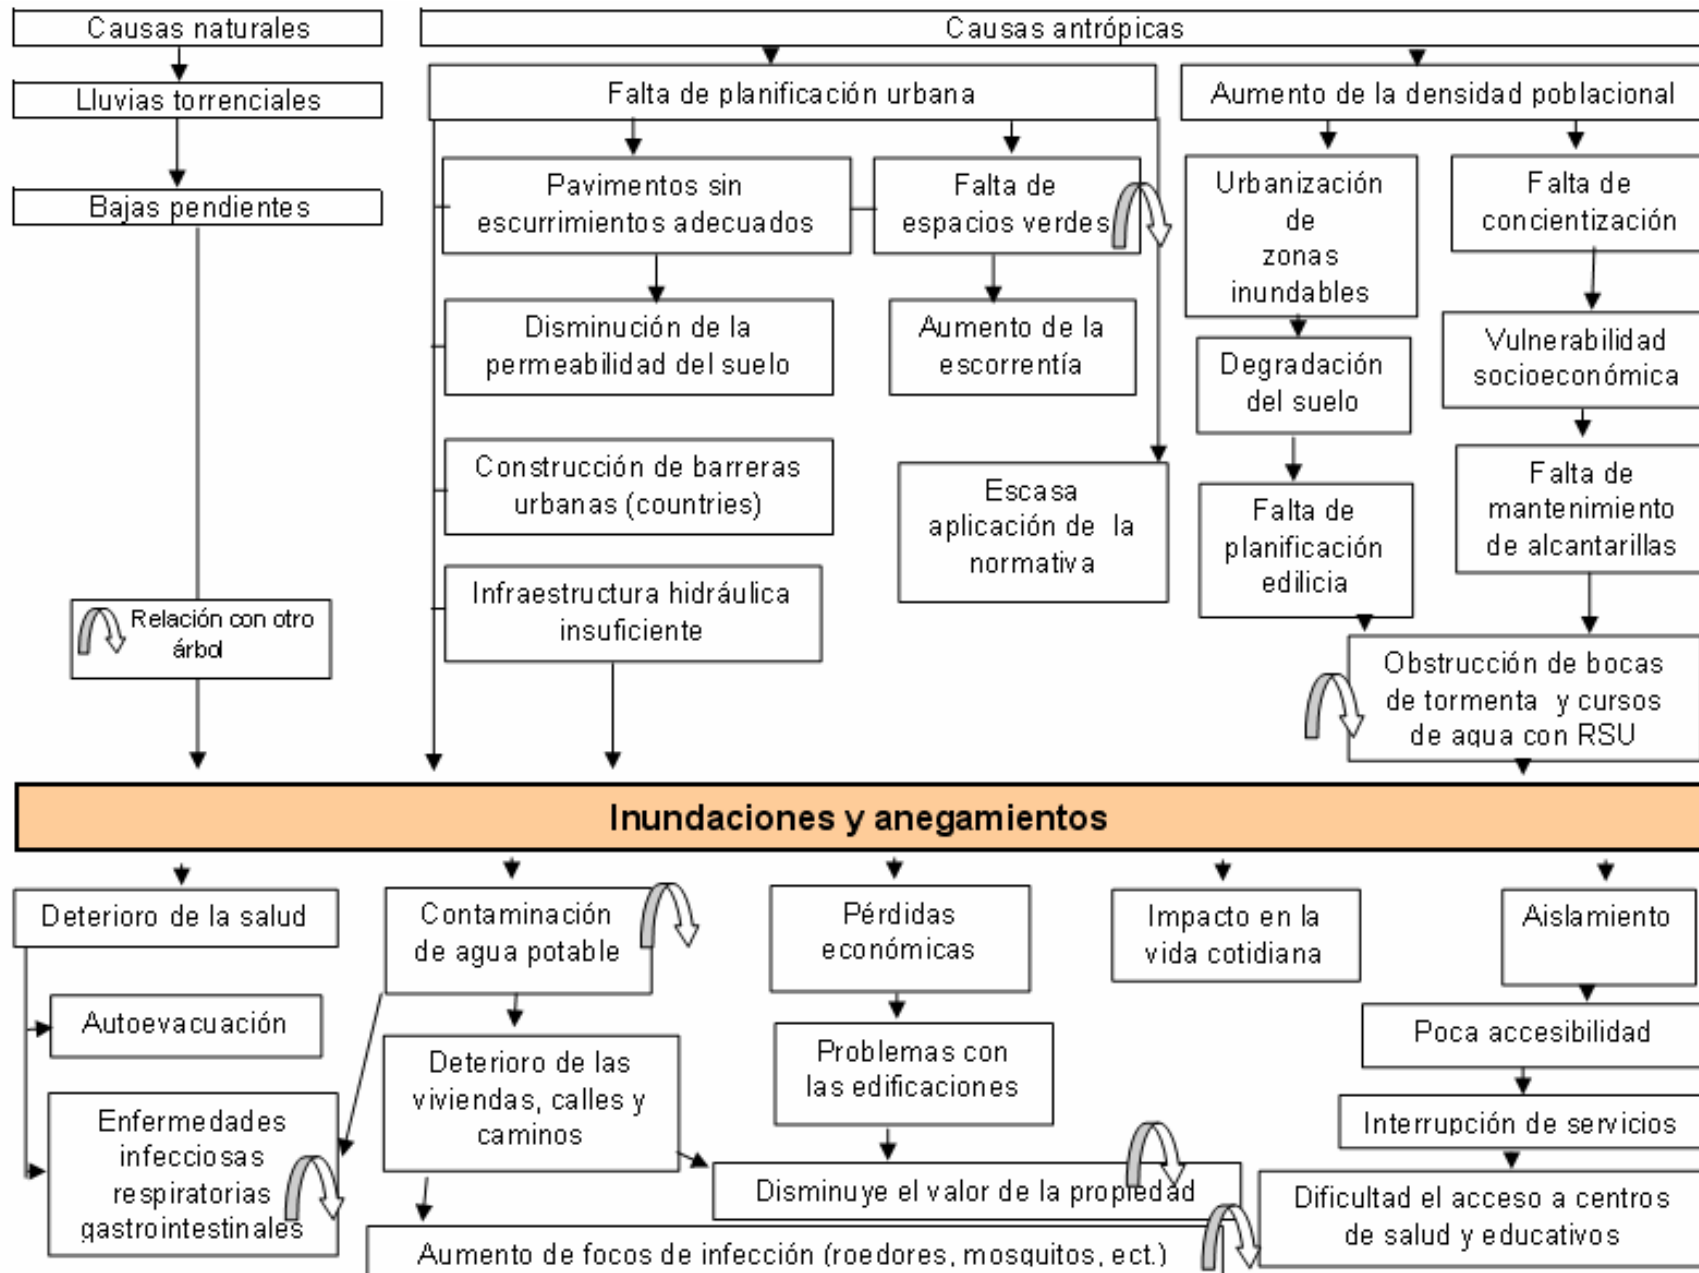 Causas naturales
Causas antrópicas
Lluvias torrenciales
Falta de planificación urbana
Aumento de la densidad poblacional
Bajas pendientes
Pavimentos sin
escurrimientos adecuados
Falta de
espacios verdes
Urbanización
de
zonas
inundables
Falta de
concientización
Disminución de la
permeabilidad del suelo
Aumento de la
escorrentía
Degradación
del suelo
Vulnerabilidad
socioeconómica
Construcción de barreras
urbanas (countries)
Escasa
aplicación de la
normativa
Falta de
planificación
edilicia
Falta de
mantenimiento
de alcantarillas
Infraestructura hidráulica
insuficiente
Relación con otro
árbol
Obstrucción de bocas
de tormenta y cursos
de agua con RSU
Inundaciones y anegamientos
Deterioro de la salud
Contaminación
de agua potable
Pérdidas
económicas
Impacto en la
vida cotidiana
Aislamiento
Autoevacuación
Deterioro de las
viviendas, calles y
caminos
Problemas con
las edificaciones
Poca accesibilidad
Enfermedades
infecciosas
respiratorias
gastrointestinales
Interrupción de servicios
Disminuye el valor de la propiedad
Dificultad el acceso a centros
de salud y educativos
Aumento de focos de infección (roedores, mosquitos, ect.)